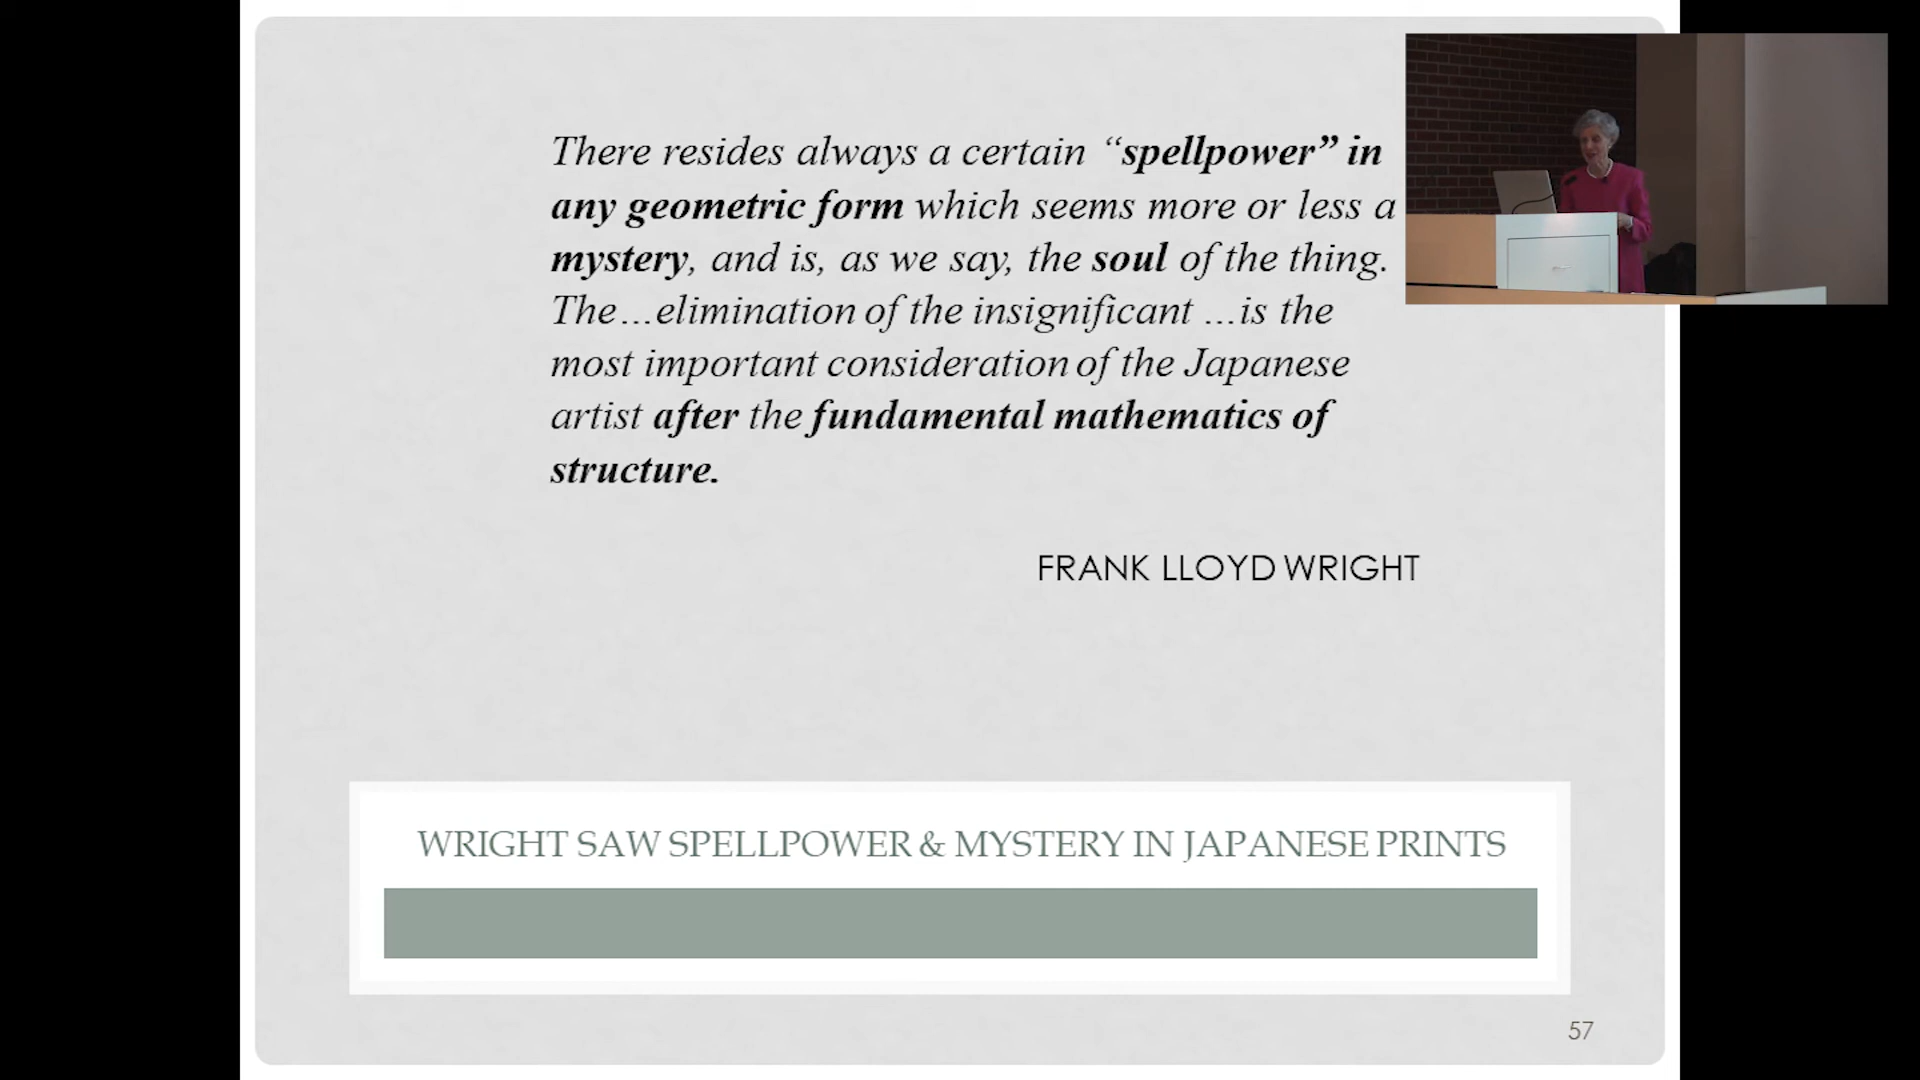 There resides always a certain “spellpower” in
any geometric form which seems more or less a
mystery, and is, as we say, the soul of the thing.
The…elimination of the insignificant …is the
most important consideration of the Japanese
artist after the fundamental mathematics of
structure.
FRANK LLOYD WRIGHT
WRIGHT SAW SPELLPOWER & MYSTERY IN JAPANESE PRINTS
57